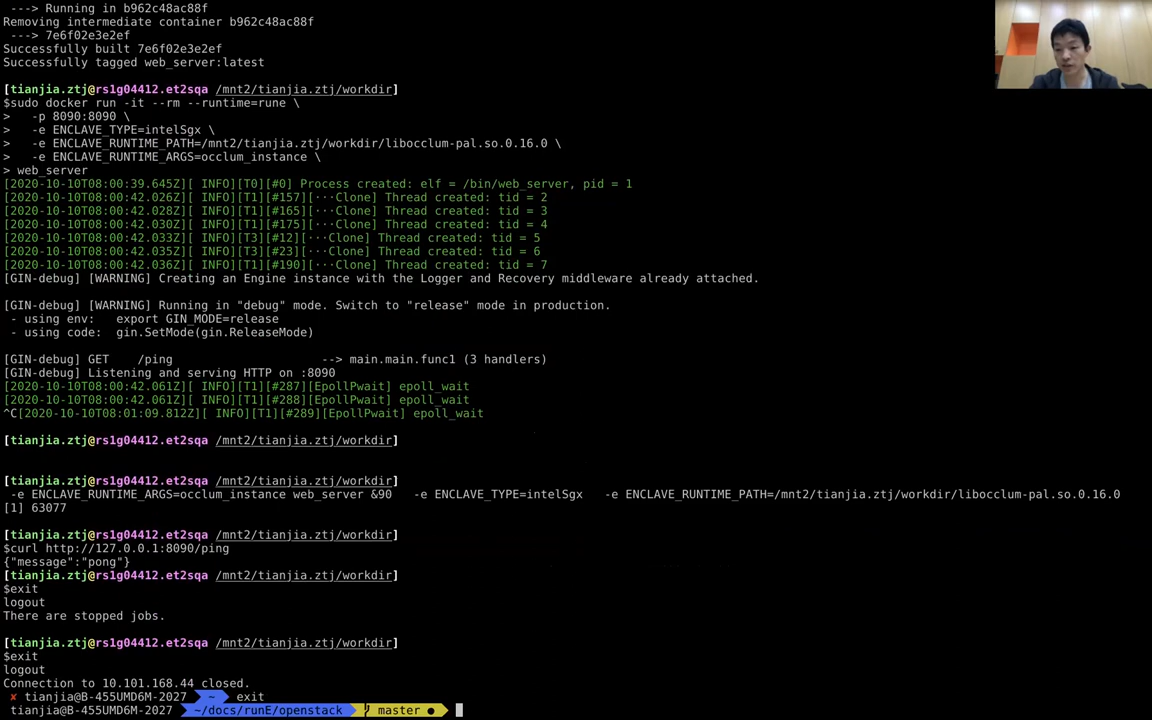 ---> Running in b962c48ac88f
Removing intermediate container b962c48ac88f
---> 7e6f02e3e2ef
Successfully built 7e6f02e3e2ef
Successfully tagged web_server:latest
[tianjia.ztj@rs1g04412.et2sqa /mnt2/tianjia.ztj/workdir]
$sudo docker run -it --rm --runtime=rune \
>   -p 8090:8090 \
>   -e ENCLAVE_TYPE=intelSgx \
>   -e ENCLAVE_RUNTIME_PATH=/mnt2/tianjia.ztj/workdir/libocclum-pal.so.0.16.0 \
>   -e ENCLAVE_RUNTIME_ARGS=occlum_instance \
> web_server
[2020-10-10T08:00:39.645Z][ INFO][T0][#0] Process created: elf = /bin/web_server, pid = 1
[2020-10-10T08:00:42.026Z][ INFO][T1][#157][···Clone] Thread created: tid = 2
[2020-10-10T08:00:42.028Z][ INFO][T1][#165][···Clone] Thread created: tid = 3
[2020-10-10T08:00:42.030Z][ INFO][T1][#175][···Clone] Thread created: tid = 4
[2020-10-10T08:00:42.033Z][ INFO][T3][#12][···Clone] Thread created: tid = 5
[2020-10-10T08:00:42.035Z][ INFO][T3][#23][···Clone] Thread created: tid = 6
[2020-10-10T08:00:42.036Z][ INFO][T1][#190][···Clone] Thread created: tid = 7
[GIN-debug] [WARNING] Creating an Engine instance with the Logger and Recovery middleware already attached.
[GIN-debug] [WARNING] Running in "debug" mode. Switch to "release" mode in production.
- using env:   export GIN_MODE=release
- using code:  gin.SetMode(gin.ReleaseMode)
[GIN-debug] GET    /ping                     --> main.main.func1 (3 handlers)
[GIN-debug] Listening and serving HTTP on :8090
[2020-10-10T08:00:42.061Z][ INFO][T1][#287][EpollPwait] epoll_wait
[2020-10-10T08:00:42.061Z][ INFO][T1][#288][EpollPwait] epoll_wait
^C[2020-10-10T08:01:09.812Z][ INFO][T1][#289][EpollPwait] epoll_wait
[tianjia.ztj@rs1g04412.et2sqa /mnt2/tianjia.ztj/workdir]
[tianjia.ztj@rs1g04412.et2sqa /mnt2/tianjia.ztj/workdir]
-e ENCLAVE_RUNTIME_ARGS=occlum_instance web_server &90   -e ENCLAVE_TYPE=intelSgx   -e ENCLAVE_RUNTIME_PATH=/mnt2/tianjia.ztj/workdir/libocclum-pal.so.0.16.0
[1] 63077
[tianjia.ztj@rs1g04412.et2sqa /mnt2/tianjia.ztj/workdir]
$curl http://127.0.0.1:8090/ping
{"message":"pong"}
[tianjia.ztj@rs1g04412.et2sqa /mnt2/tianjia.ztj/workdir]
$exit
logout
There are stopped jobs.
[tianjia.ztj@rs1g04412.et2sqa /mnt2/tianjia.ztj/workdir]
$exit
logout
Connection to 10.101.168.44 closed.
✘ tianjia@B-455UMD6M-2027 ~ exit
tianjia@B-455UMD6M-2027 ~/docs/runE/openstack master ●